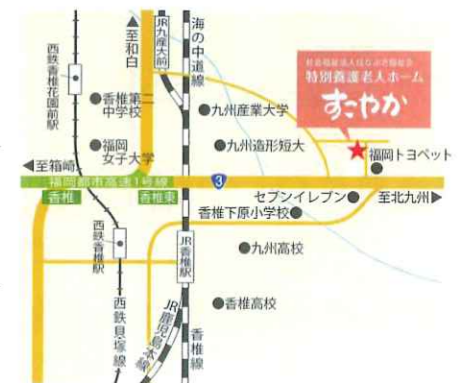 ▲至和白
JR九産大前
海の中道線
西鉄香椎花園前駅
社会福祉法人はなぶさ福祉会
特別養護老人ホーム
すこやか
香椎第二
中学校
九州産業大学
福岡
女子大学
九州造形短大
福岡トヨペット
◀至箱崎
福岡都市高速1号線
3
香椎
香椎東
セブンイレブン
至北九州▶
香椎下原小学校
西鉄香椎駅
JR香椎駅
九州高校
香椎高校
西鉄貝塚線
JR鹿児島本線
香椎線